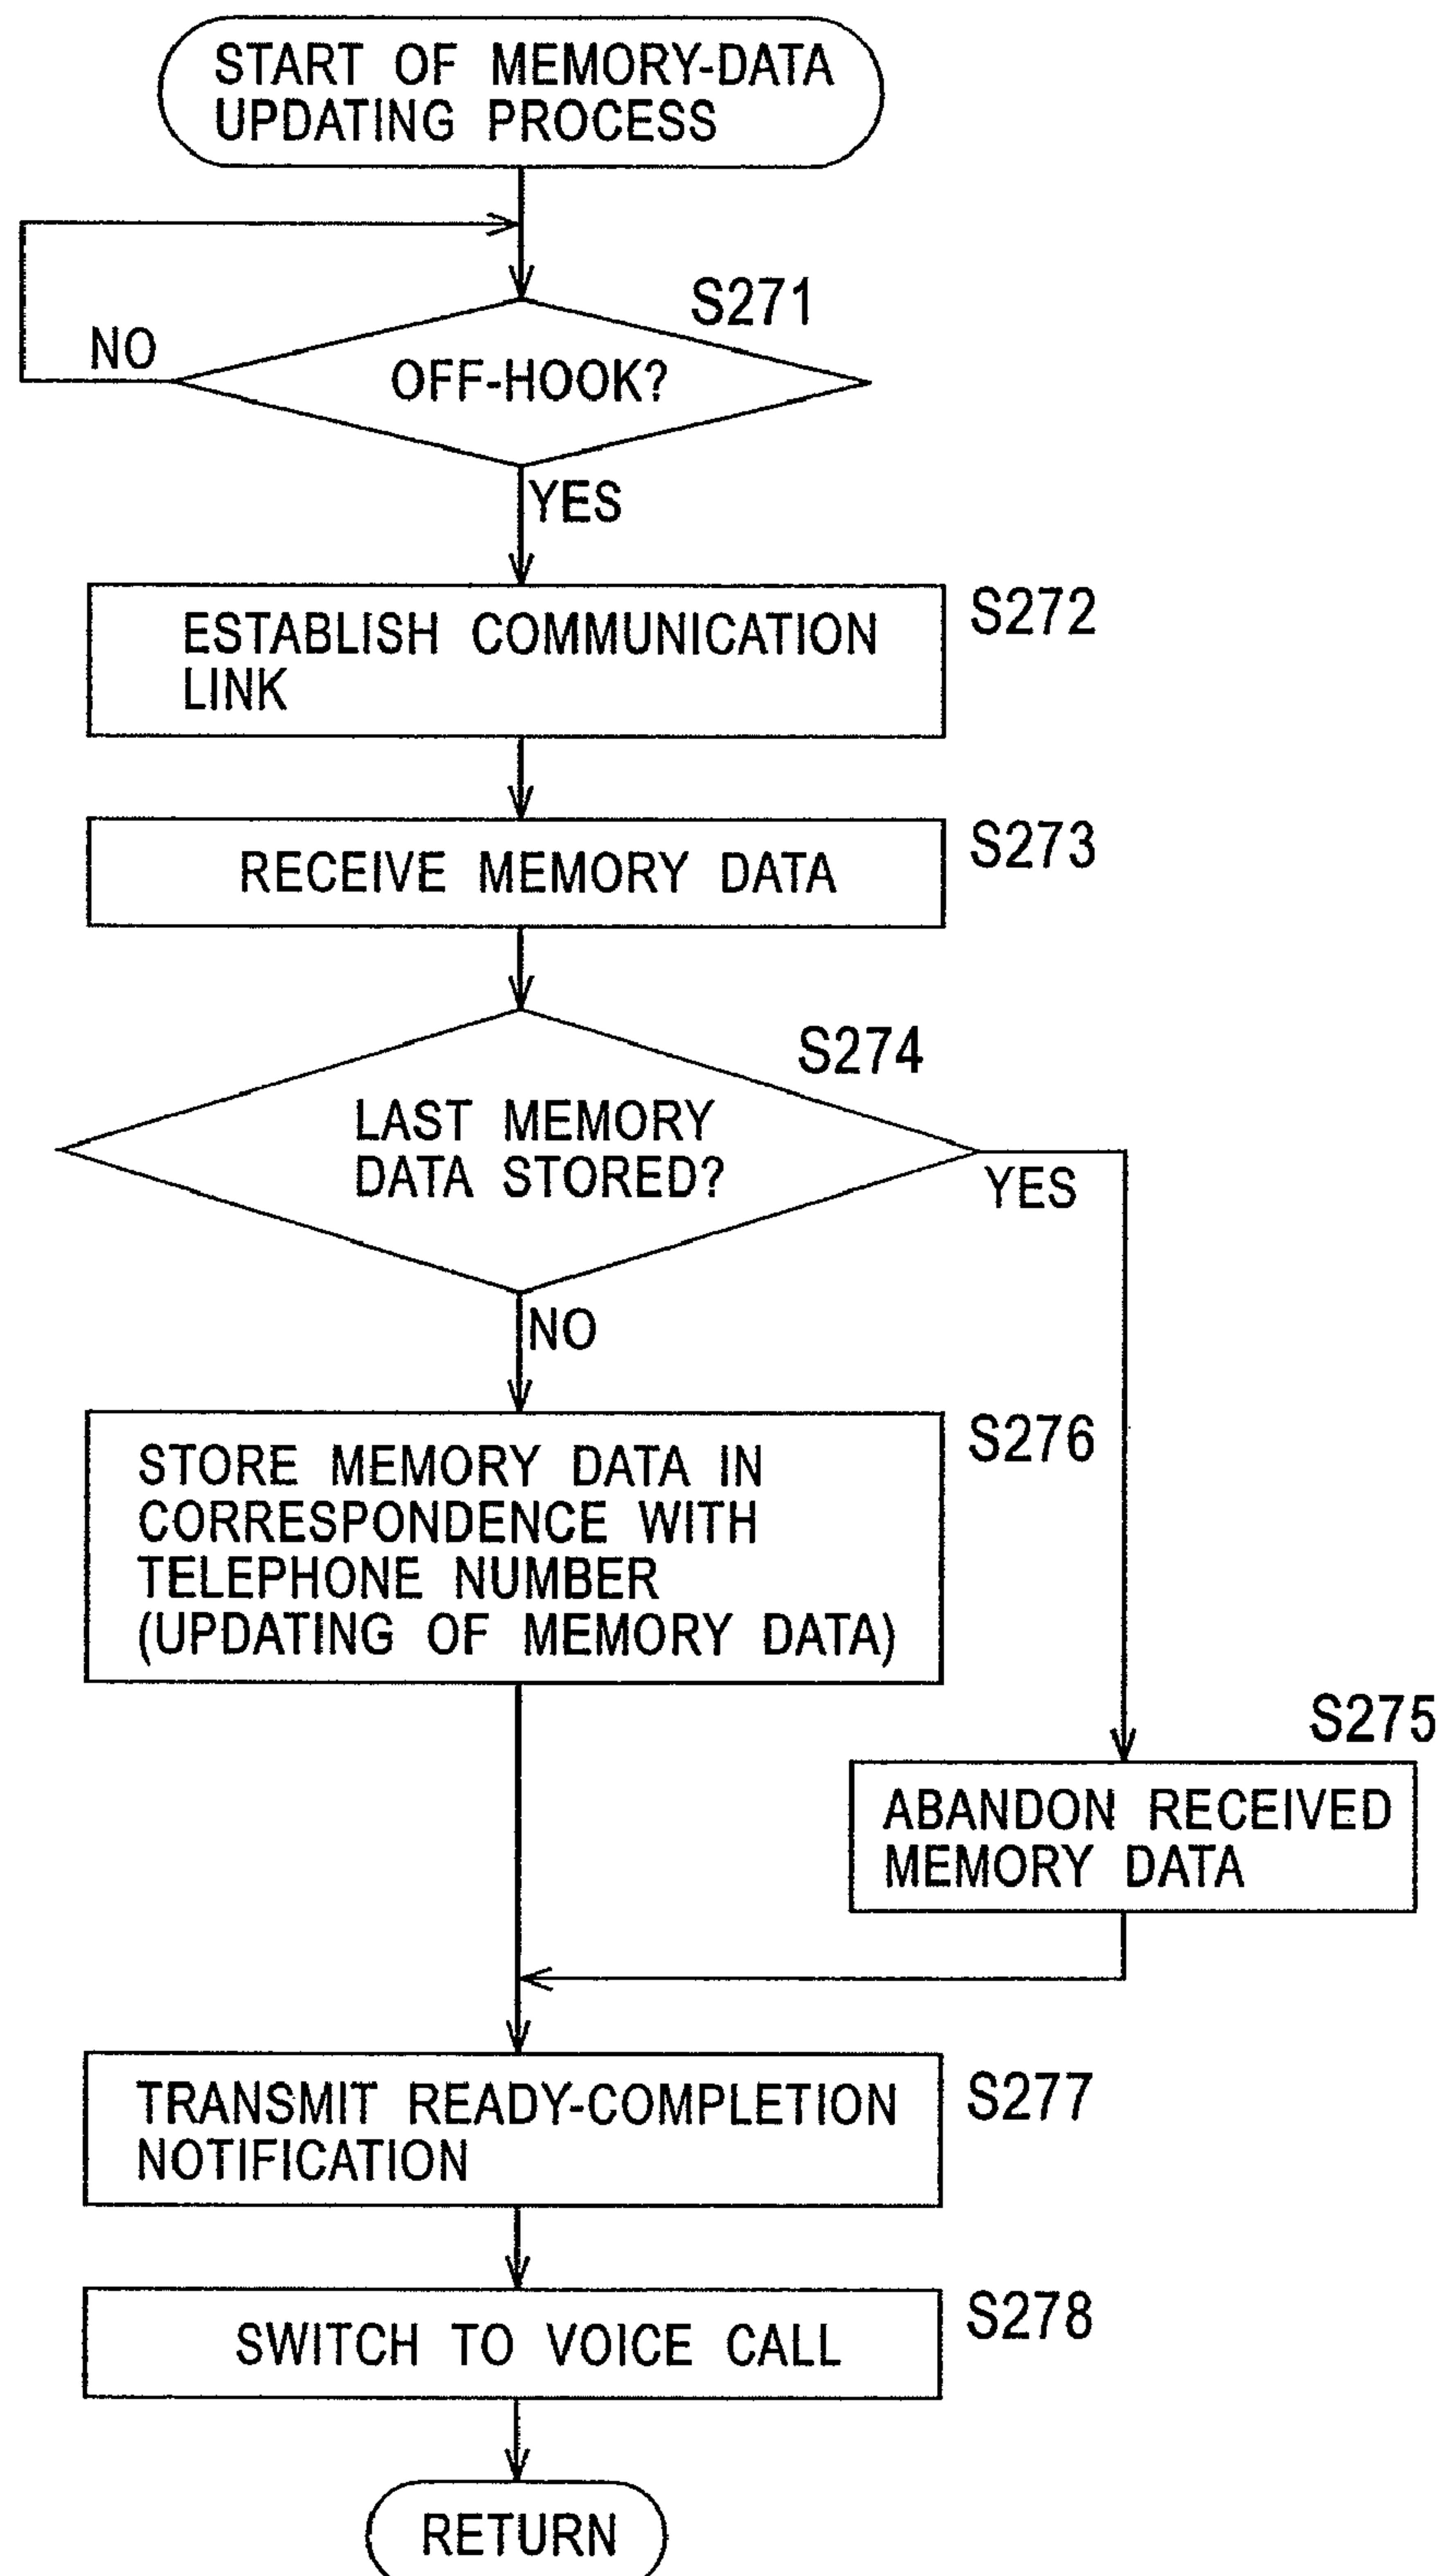 START OF MEMORY-DATA
UPDATING PROCESS
S271
NO
OFF-HOOK?
YES
S272
ESTABLISH COMMUNICATION
LINK
S273
RECEIVE MEMORY DATA
S274
LAST MEMORY
DATA STORED?
YES
NO
S276
STORE MEMORY DATA IN
CORRESPONDENCE WITH
TELEPHONE NUMBER
(UPDATING OF MEMORY DATA)
S275
ABANDON RECEIVED
MEMORY DATA
S277
TRANSMIT READY-COMPLETION
NOTIFICATION
S278
SWITCH TO VOICE CALL
RETURN